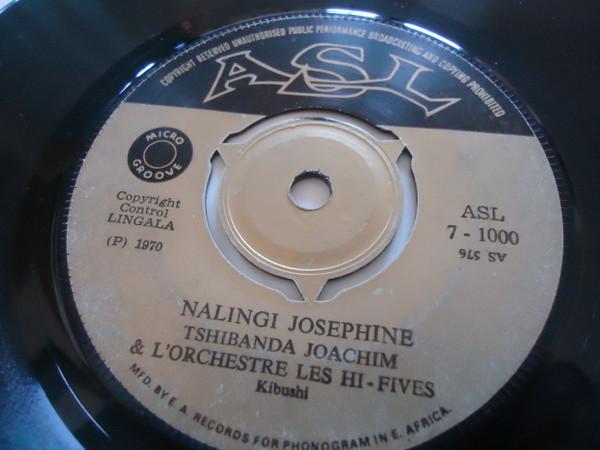 COPYRIGHT RESERVED UNAUTHORISED PUBLIC PERFORMANCE BROADCASTING AND COPYING PROHIBITED
ASL
MICRO
GROOVE
Copyright
Control
LINGALA
(P) 1970
ASL
7 - 1000
AS 576
NALINGI JOSEPHINE
TSHIBANDA JOACHIM
& L'ORCHESTRE LES HI-FIVES
Kibushi
MFD. BY E. A. RECORDS FOR PHONOGRAM IN E. AFRICA.